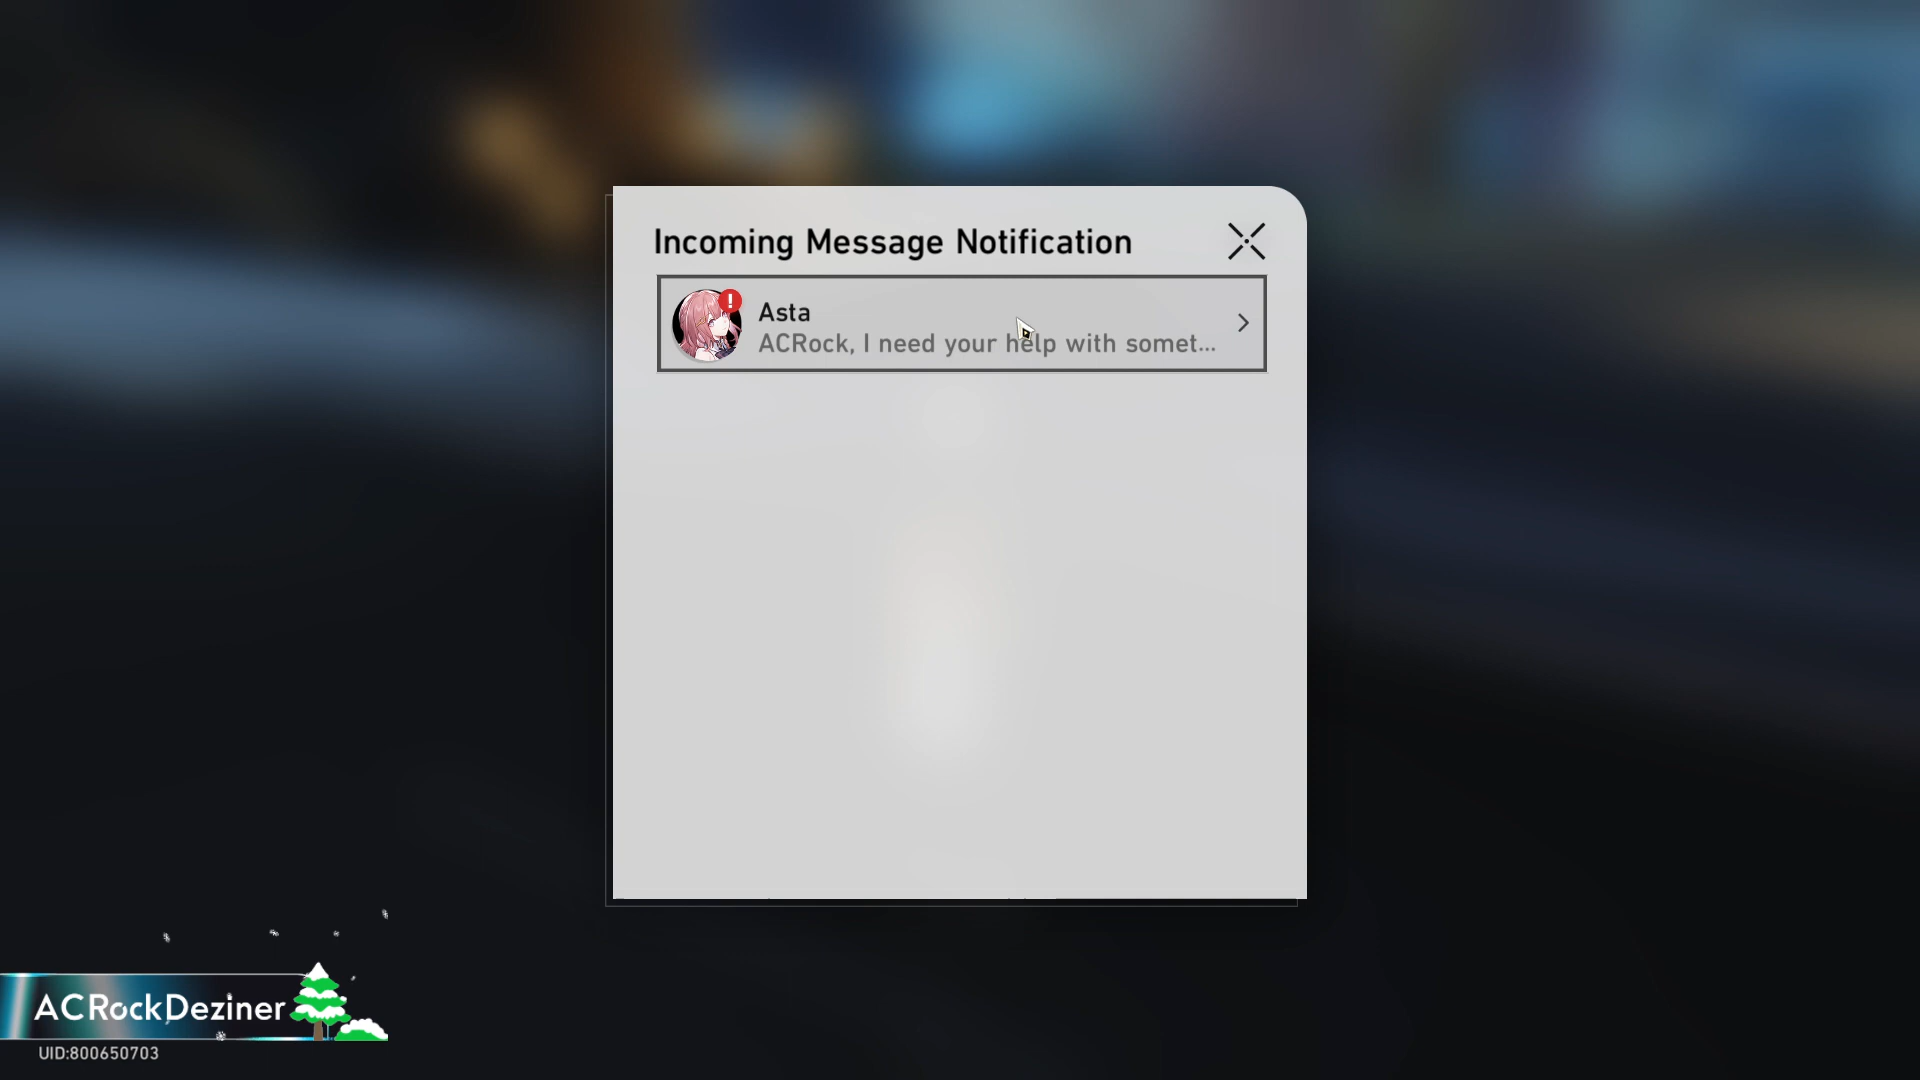 Incoming Message Notification
Asta
ACRock, I need your help with somet...
ACRockDeziner
UID:800650703